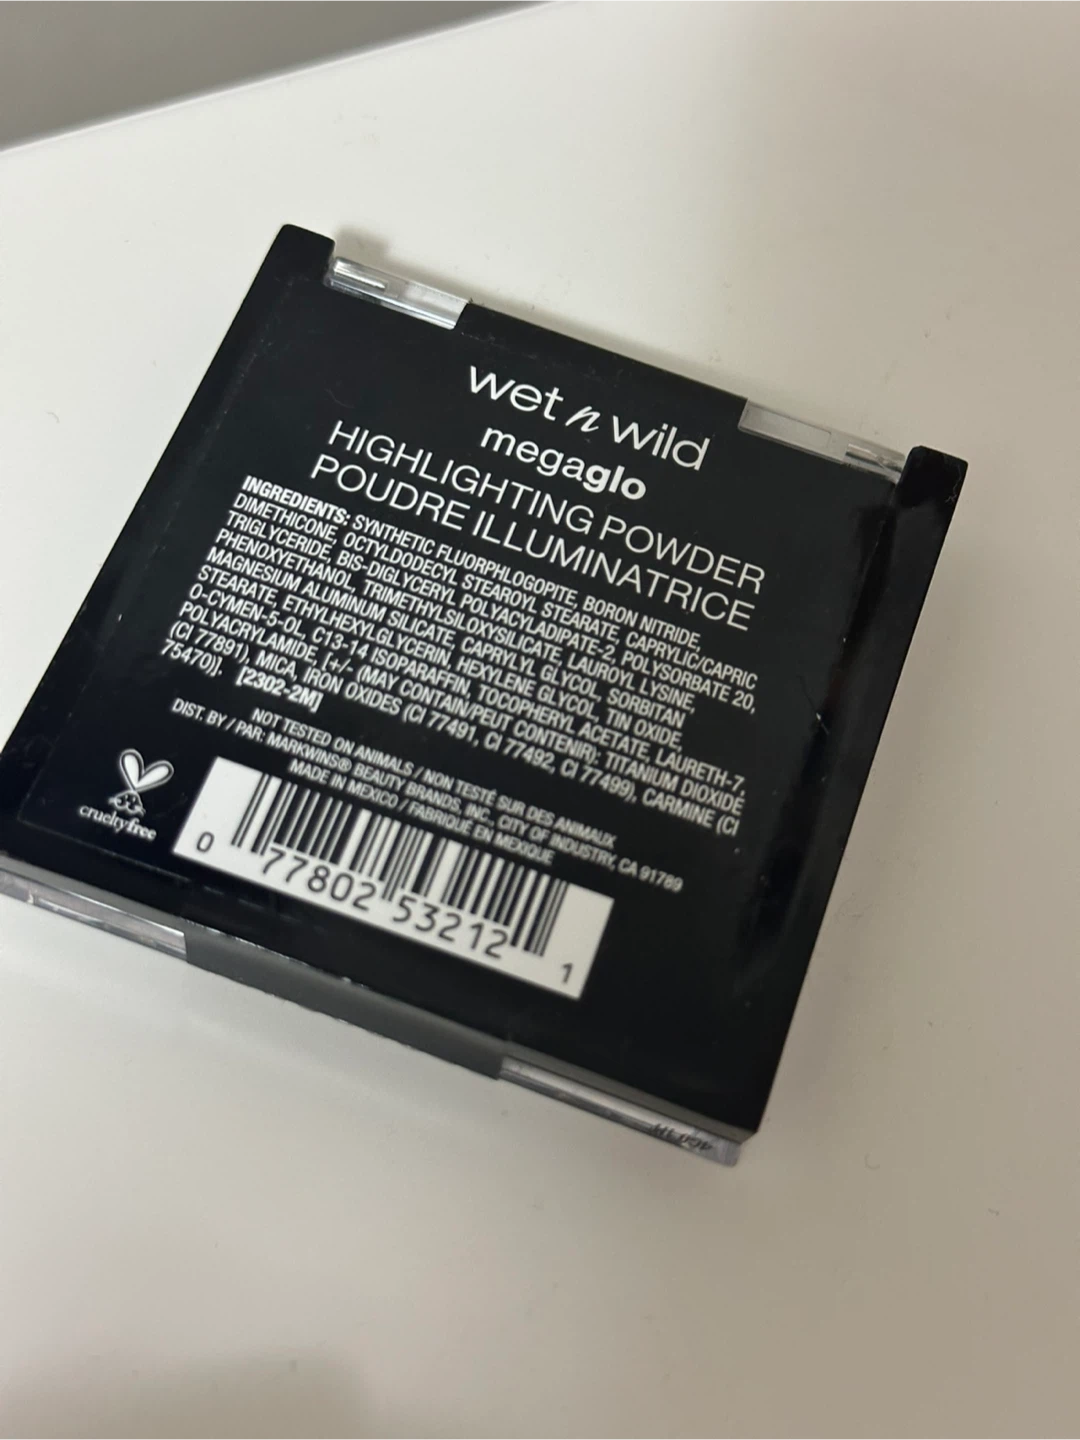 wet n wild
megaglo
HIGHLIGHTING POWDER
POUDRE ILLUMINATRICE
INGREDIENTS: SYNTHETIC FLUORPHLOGOPITE, BORON NITRIDE,
DIMETHICONE, OCTYLDODECYL STEAROYL STEARATE, CAPRYLIC/CAPRIC
TRIGLYCERIDE, BIS-DIGLYCERYL POLYACYLADIPATE-2, POLYSORBATE 20,
PHENOXYETHANOL, TRIMETHYLSILOXYSILICATE, LAUROYL LYSINE,
MAGNESIUM ALUMINUM SILICATE, CAPRYLYL GLYCOL, SORBITAN
STEARATE, ETHYLHEXYLGLYCERIN, HEXYLENE GLYCOL, TIN OXIDE,
O-CYMEN-5-OL, C13-14 ISOPARAFFIN, TOCOPHERYL ACETATE, LAURETH-7,
POLYACRYLAMIDE, [+/- (MAY CONTAIN/PEUT CONTENIR): TITANIUM DIOXIDE
(CI 77891), MICA, IRON OXIDES (CI 77491, CI 77492, CI 77499), CARMINE (CI
75470)]. [2302-2M]
NOT TESTED ON ANIMALS / NON TESTÉ SUR DES ANIMAUX
DIST. BY / PAR: MARKWINS® BEAUTY BRANDS, INC., CITY OF INDUSTRY, CA 91789
MADE IN MEXICO / FABRIQUÉ EN MEXIQUE
crueltyfree
0 77802 53212 1